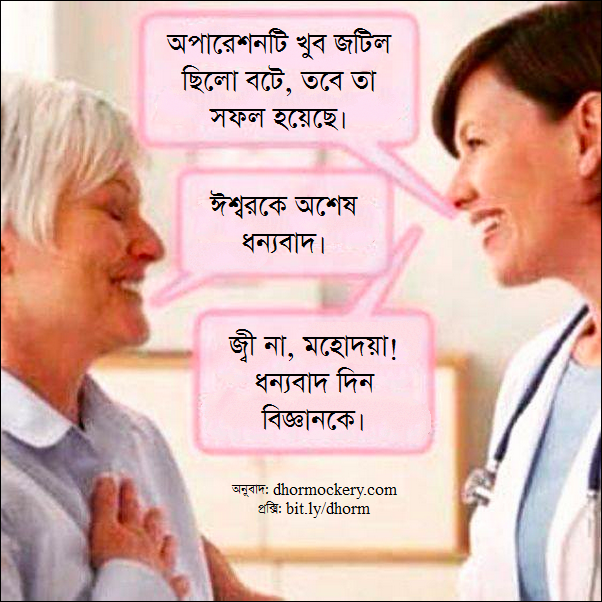 অপারেশনটি খুব জটিল
ছিলো বটে, তবে তা
সফল হয়েছে।
ঈশ্বরকে অশেষ
ধন্যবাদ।
জ্বী না, মহোদয়া!
ধন্যবাদ দিন
বিজ্ঞানকে।
অনুবাদ: dhormockery.com
প্রক্সি: bit.ly/dhorm